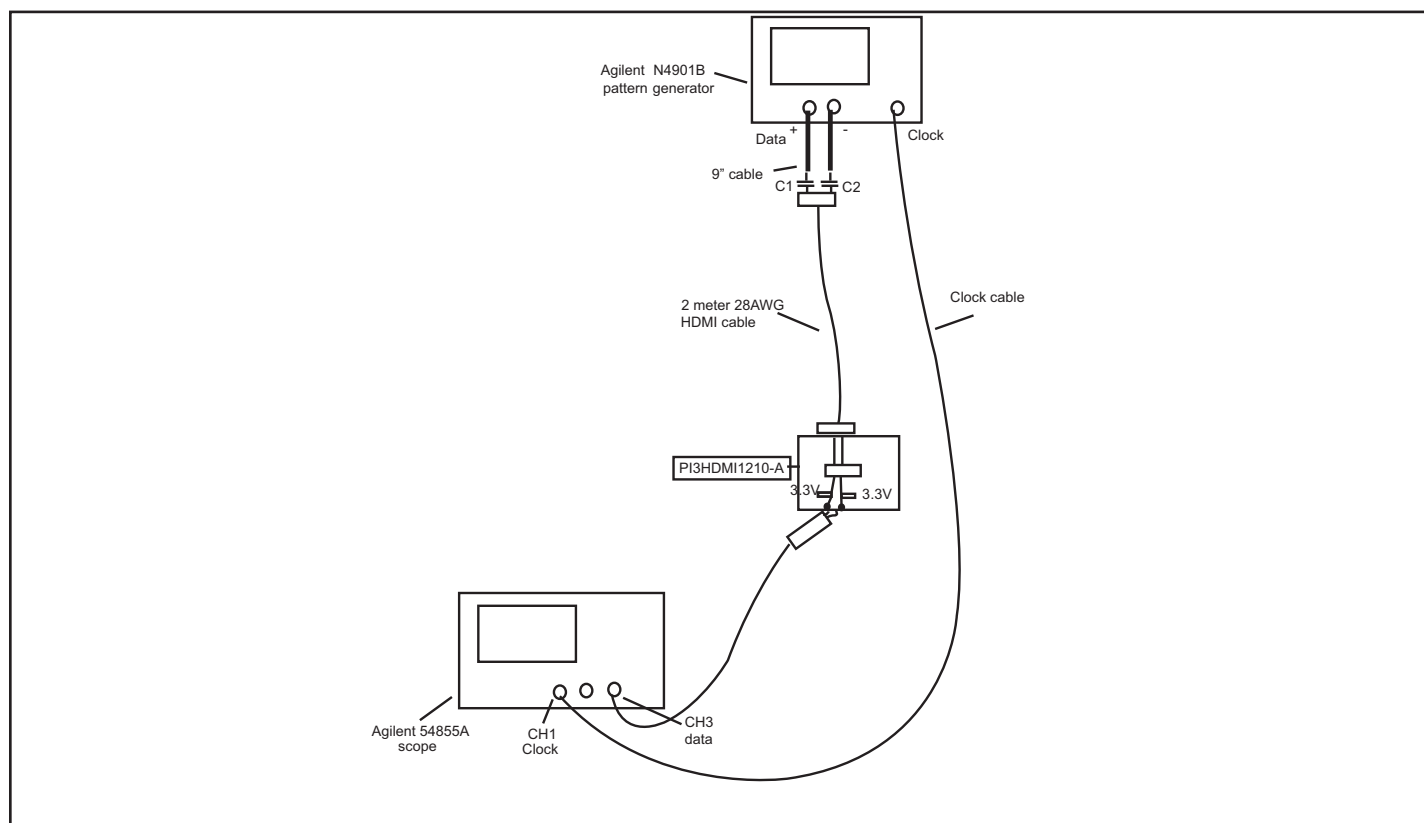 Agilent N4901B
pattern generator
Data
+
-
Clock
9” cable
C1
C2
2 meter 28AWG
HDMI cable
Clock cable
PI3HDMI1210-A
3.3V
3.3V
Agilent 54855A
scope
CH1
Clock
CH3
data